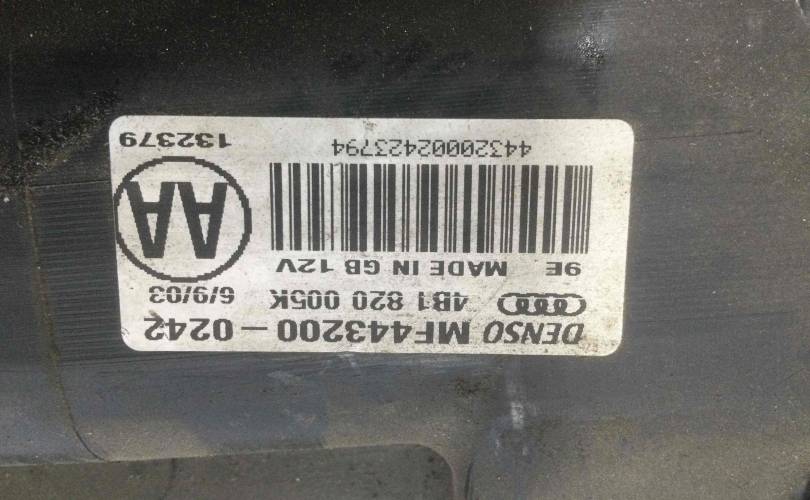 DENSO MF443200-0242
4B1 820 005K 6/9/03
9E MADE IN GB 12V
AA
44320002423794
132379